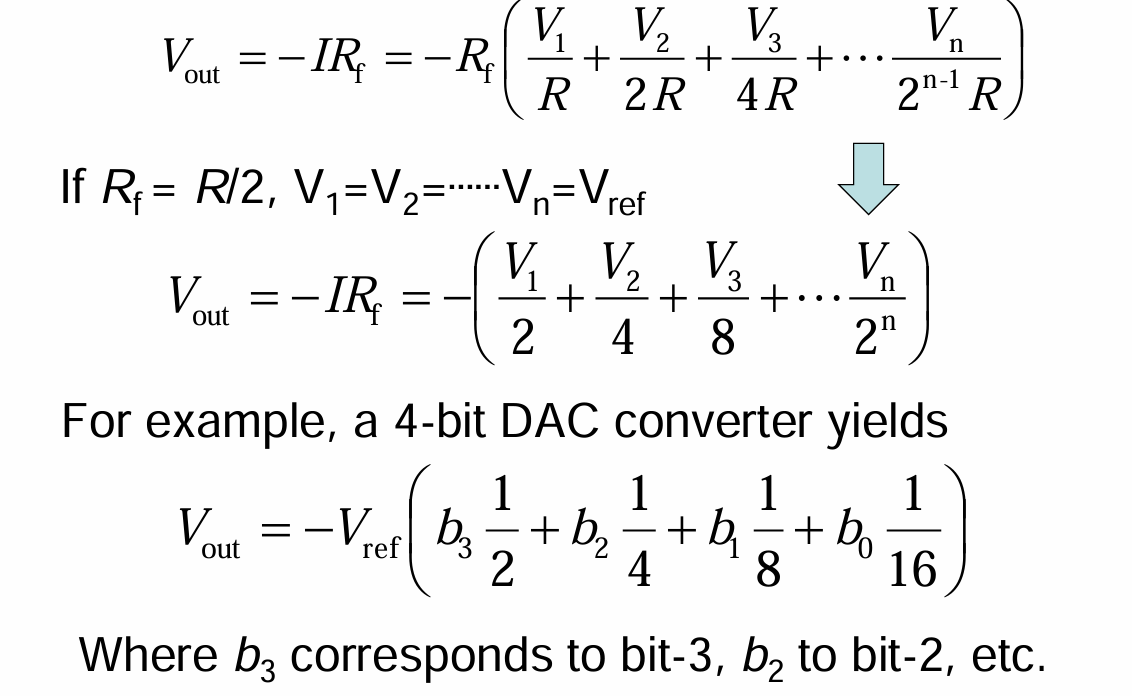 V_out = −IR_f = −R_f ( V_1/R + V_2/2R + V_3/4R + ⋯ V_n/2^{n-1}R )
If R_f = R/2, V_1=V_2=⋯⋯V_n=V_ref
V_out = −IR_f = −( V_1/2 + V_2/4 + V_3/8 + ⋯ V_n/2^n )
For example, a 4-bit DAC converter yields
V_out = −V_ref ( b_3 1/2 + b_2 1/4 + b_1 1/8 + b_0 1/16 )
Where b_3 corresponds to bit-3, b_2 to bit-2, etc.